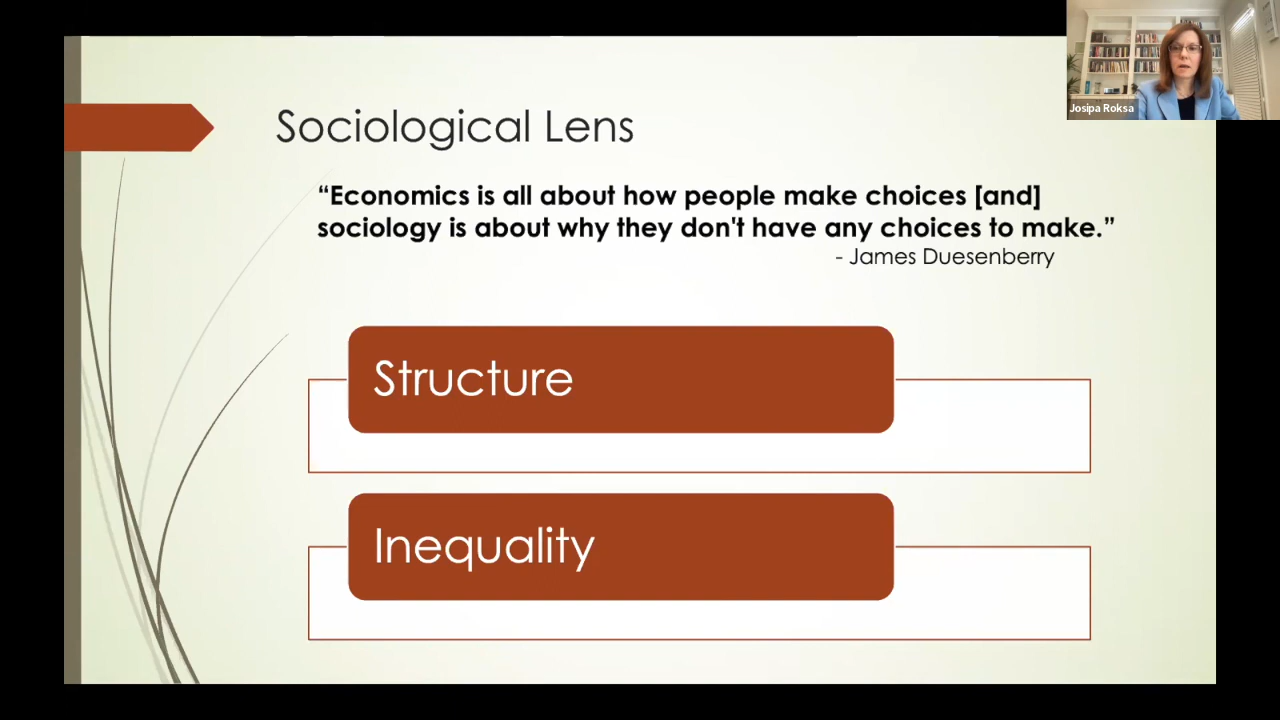 Sociological Lens
“Economics is all about how people make choices [and]
sociology is about why they don't have any choices to make.”
- James Duesenberry
Structure
Inequality
Josipa Roksa